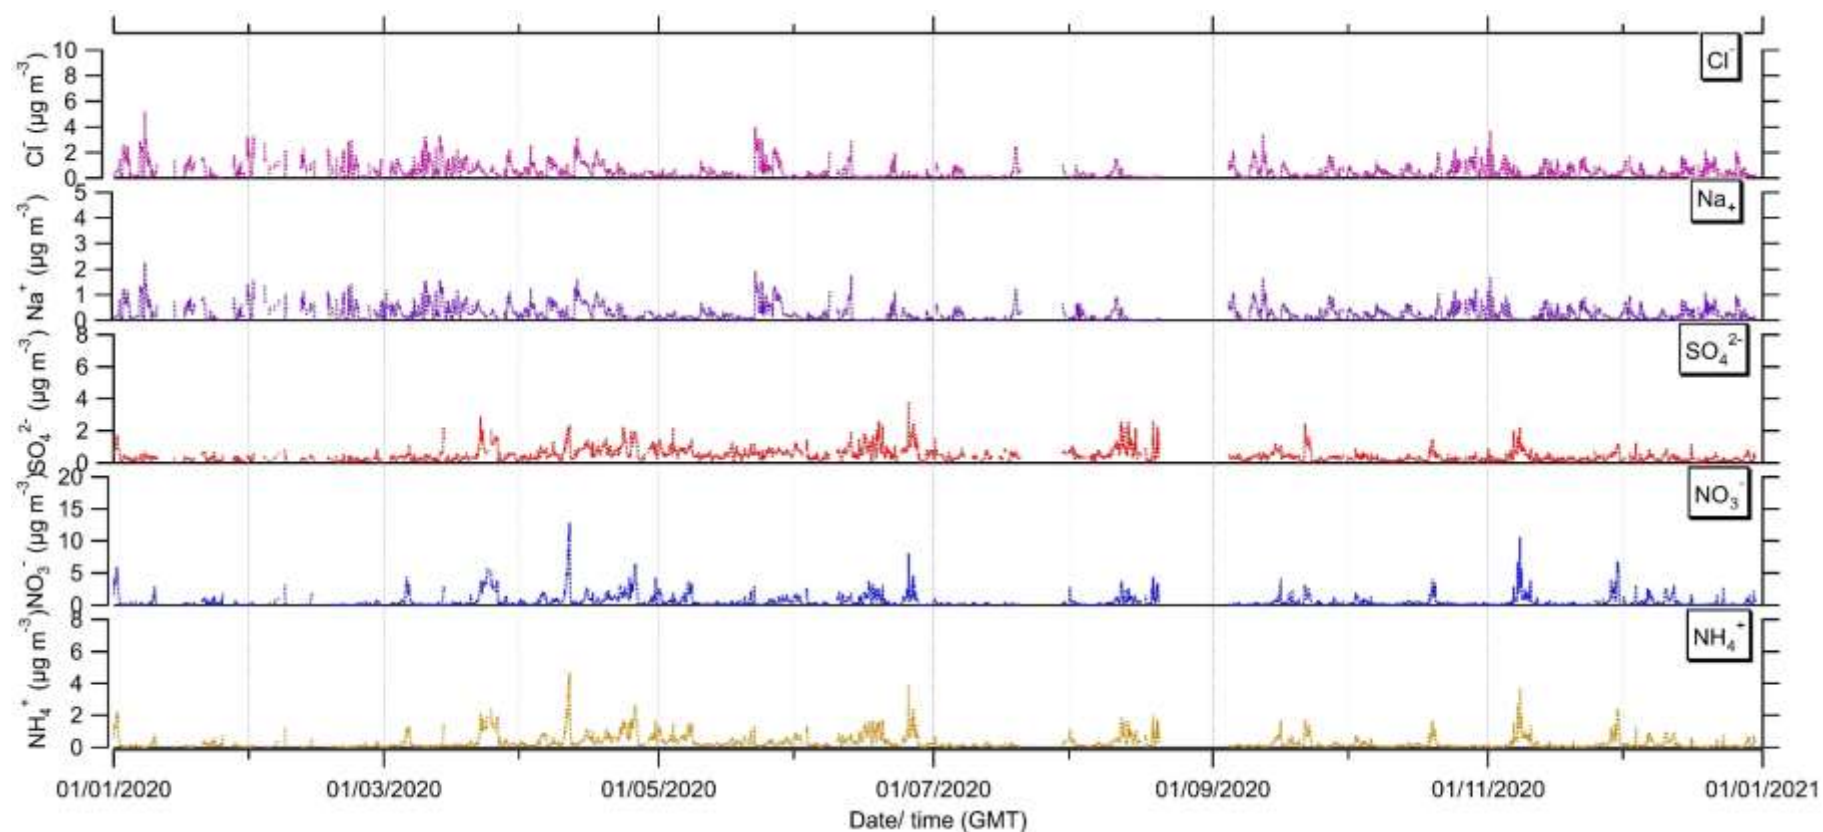 Cl⁻ (µg m⁻³)
10
8
6
4
2
0
Cl⁻
Na⁺ (µg m⁻³)
5
4
3
2
1
0
Na₊
SO₄²⁻ (µg m⁻³)
8
6
4
2
0
SO₄²⁻
NO₃⁻ (µg m⁻³)
20
15
10
5
0
NO₃⁻
NH₄⁺ (µg m⁻³)
8
6
4
2
0
NH₄⁺
01/01/2020 01/03/2020 01/05/2020 01/07/2020 01/09/2020 01/11/2020 01/01/2021
Date/ time (GMT)